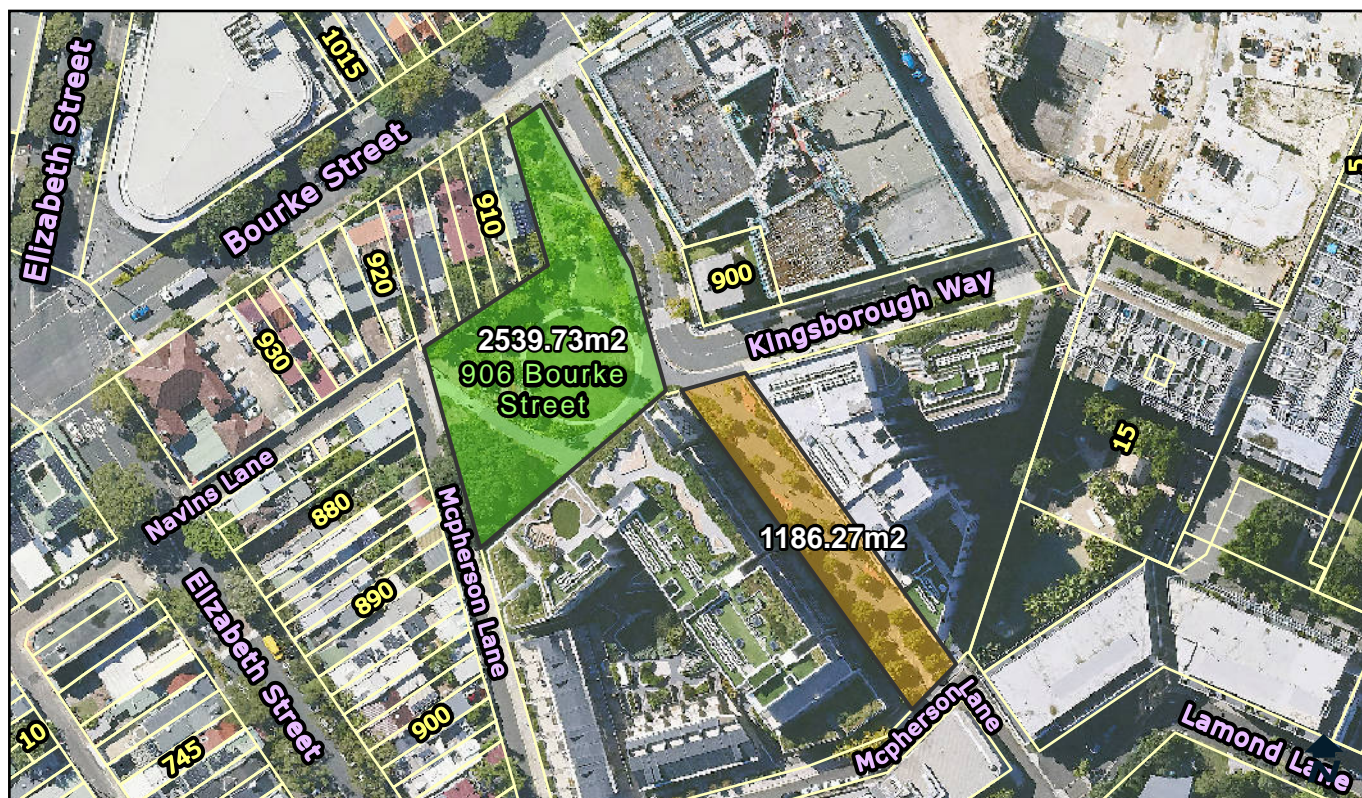 Elizabeth Street
1015
Bourke Street
910
920
930
900
Kingsborough Way
5
2539.73m2
906 Bourke
Street
15
Navins Lane
880
890
900
Mcpherson Lane
1186.27m2
Elizabeth Street
10
745
Mcpherson Lane
Lamond Lane
N